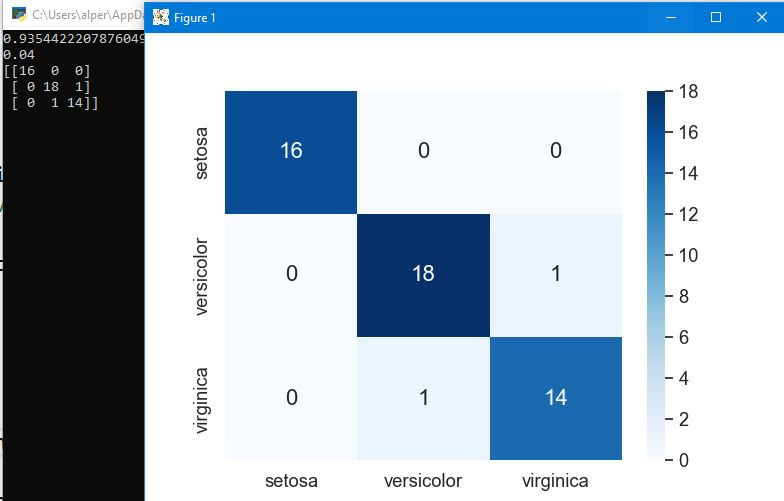 C:\Users\alper\AppDa
Figure 1
0.9354422207876049
0.04
[[16  0  0]
[ 0 18  1]
[ 0  1 14]]
setosa 16 0 0
versicolor 0 18 1
virginica 0 1 14
setosa versicolor virginica
18
16
14
12
10
8
6
4
2
0